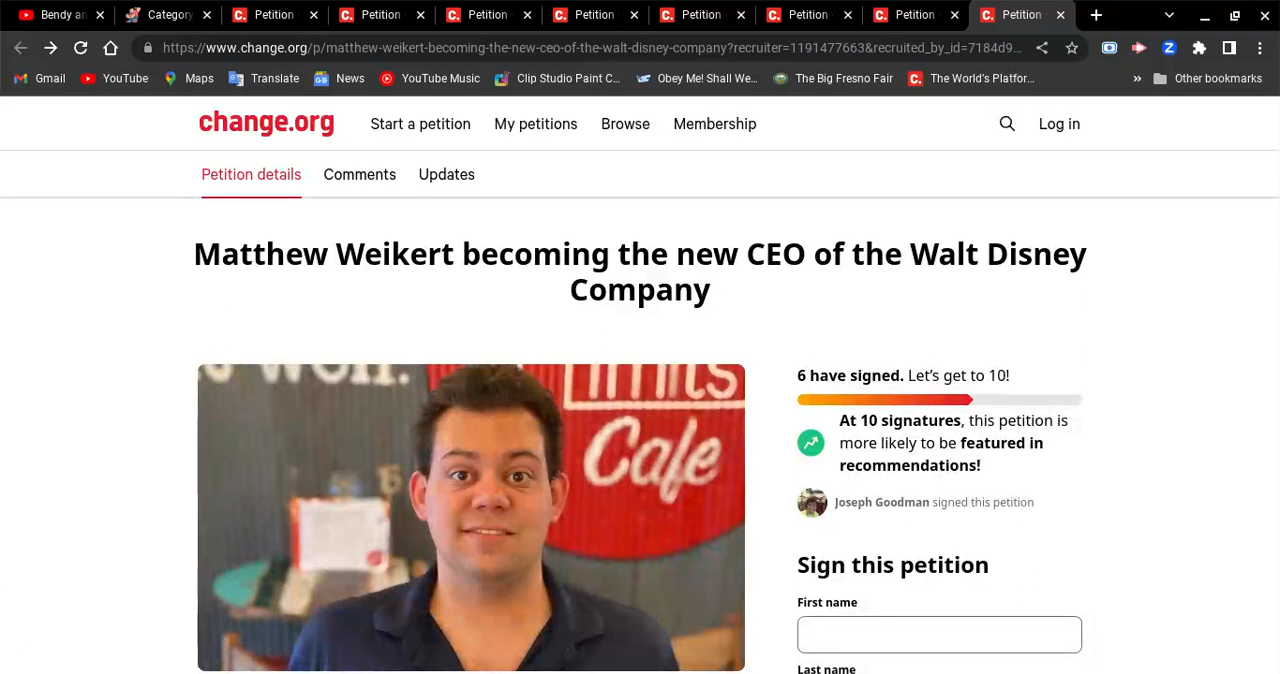 Bendy an
Category
Petition
Petition
Petition
Petition
Petition
Petition
Petition
Petition
https://www.change.org/p/matthew-weikert-becoming-the-new-ceo-of-the-walt-disney-company?recruiter=1191477663&recruited_by_id=7184d9...
Gmail
YouTube
Maps
Translate
News
YouTube Music
Clip Studio Paint C...
Obey Me! Shall We...
The Big Fresno Fair
The World's Platfor...
Other bookmarks
change.org
Start a petition
My petitions
Browse
Membership
Log in
Petition details
Comments
Updates
Matthew Weikert becoming the new CEO of the Walt Disney
Company
limits
Cafe
6 have signed. Let's get to 10!
At 10 signatures, this petition is
more likely to be featured in
recommendations!
Joseph Goodman signed this petition
Sign this petition
First name
Last name